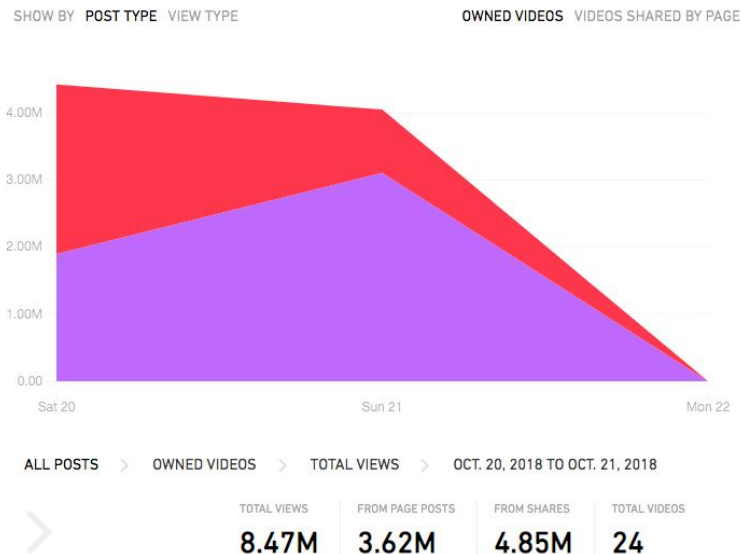 SHOW BY POST TYPE VIEW TYPE OWNED VIDEOS VIDEOS SHARED BY PAGE
4.00M
3.00M
2.00M
1.00M
0.00
Sat 20 Sun 21 Mon 22
ALL POSTS OWNED VIDEOS TOTAL VIEWS OCT. 20, 2018 TO OCT. 21, 2018
TOTAL VIEWS FROM PAGE POSTS FROM SHARES TOTAL VIDEOS
8.47M 3.62M 4.85M 24